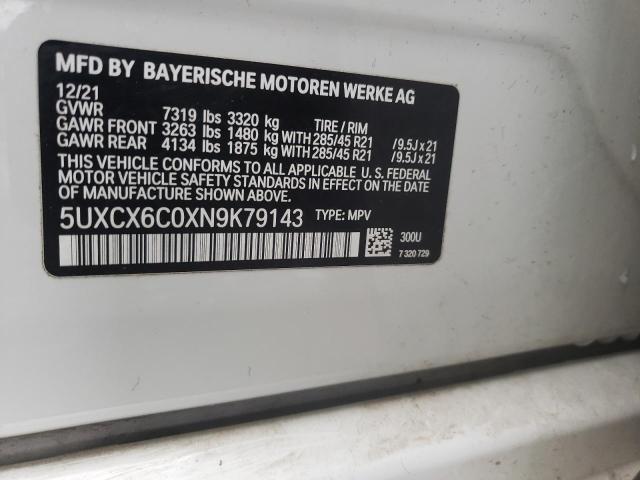 MFD BY BAYERISCHE MOTOREN WERKE AG
12/21
GVWR 7319 lbs 3320 kg TIRE / RIM
GAWR FRONT 3263 lbs 1480 kg WITH 285/45 R21 /9.5J x 21
GAWR REAR 4134 lbs 1875 kg WITH 285/45 R21 /9.5J x 21
THIS VEHICLE CONFORMS TO ALL APPLICABLE U.S. FEDERAL
MOTOR VEHICLE SAFETY STANDARDS IN EFFECT ON THE DATE
OF MANUFACTURE SHOWN ABOVE.
5UXCX6C0XN9K79143 TYPE: MPV
300U
7 320 729